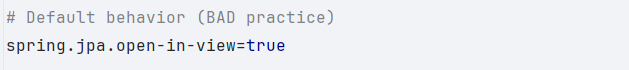 # Default behavior (BAD practice)
spring.jpa.open-in-view=true